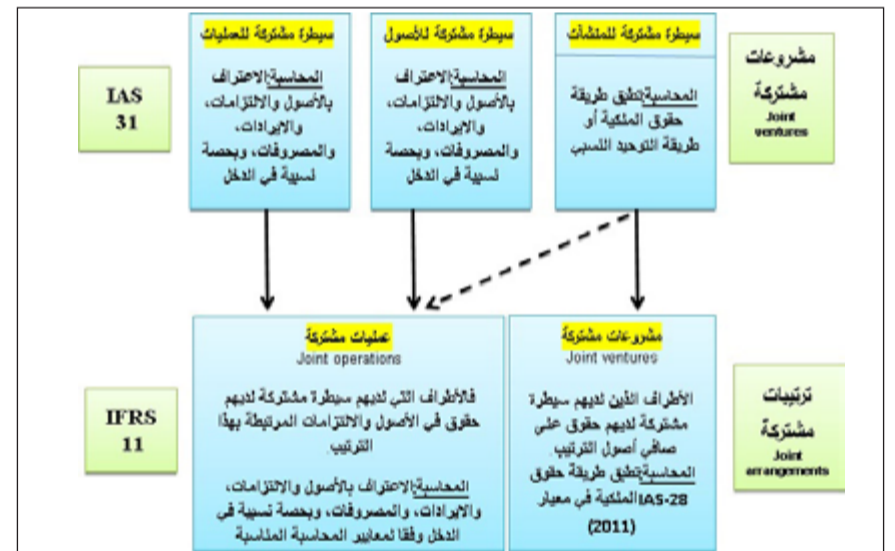 مشروعات
مشتركة
Joint
ventures
سيطرة مشتركة للمنشآت
المحاسبة:تطبق طريقة
حقوق الملكية أو
طريقة التوحيد النسبي
سيطرة مشتركة للأصول
المحاسبة:الاعتراف
بالأصول والالتزامات،
والايرادات،
والمصروفات، وبحصة
نسبية في الدخل
سيطرة مشتركة للعمليات
المحاسبة:الاعتراف
بالأصول والالتزامات،
والايرادات،
والمصروفات، وبحصة
نسبية في الدخل
IAS
31
ترتيبات
مشتركة
Joint
arrangements
مشروعات مشتركة
Joint ventures
الأطراف الذين لديهم سيطرة
مشتركة لديهم حقوق على
صافي أصول الترتيب.
المحاسبة:تطبق طريقة حقوق
الملكية في معيار IAS-28
(2011)
عمليات مشتركة
Joint operations
فالأطراف التي لديهم سيطرة مشتركة لديهم
حقوق في الأصول والالتزامات المرتبطة بهذا
الترتيب.
المحاسبة:الاعتراف بالأصول والالتزامات،
والايرادات، والمصروفات، وبحصة نسبية في
الدخل وفقا لمعايير المحاسبة المناسبة
IFRS
11